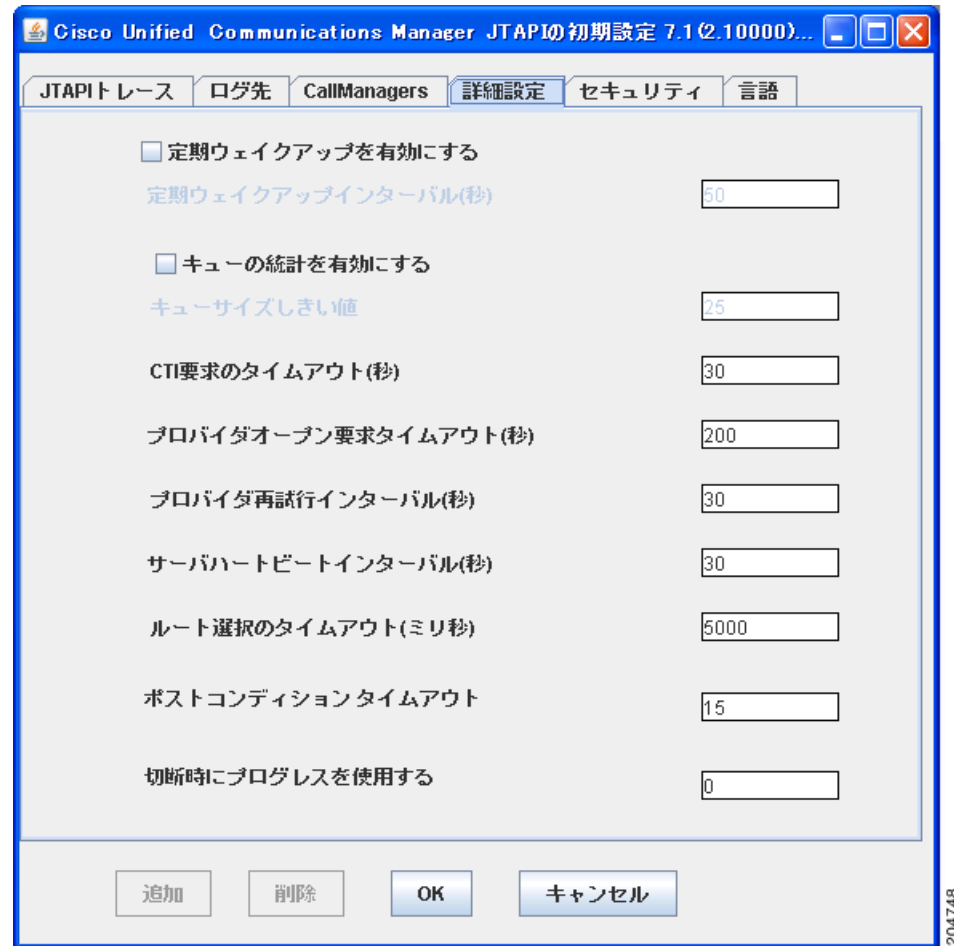 Cisco Unified Communications Manager JTAPIの初期設定 7.1(2.10000)...
JTAPIトレース ログ先 CallManagers 詳細設定 セキュリティ 言語
定期ウェイクアップを有効にする
定期ウェイクアップインターバル(秒) 50
キューの統計を有効にする
キューサイズしきい値 25
CTI要求のタイムアウト(秒) 30
プロバイダオープン要求タイムアウト(秒) 200
プロバイダ再試行インターバル(秒) 30
サーバハートビートインターバル(秒) 30
ルート選択のタイムアウト(ミリ秒) 5000
ポストコンディション タイムアウト 15
切断時にプログレスを使用する 0
追加 削除 OK キャンセル
204748